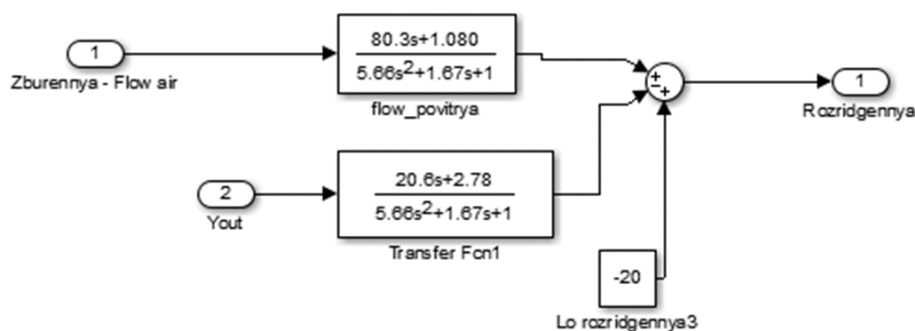 1
Zburennya - Flow air
80.3s+1.080
5.66s²+1.67s+1
flow_povitrya
+
−
+
1
Rozridgennya
2
Yout
20.6s+2.78
5.66s²+1.67s+1
Transfer Fcn1
-20
Lo rozridgennya3